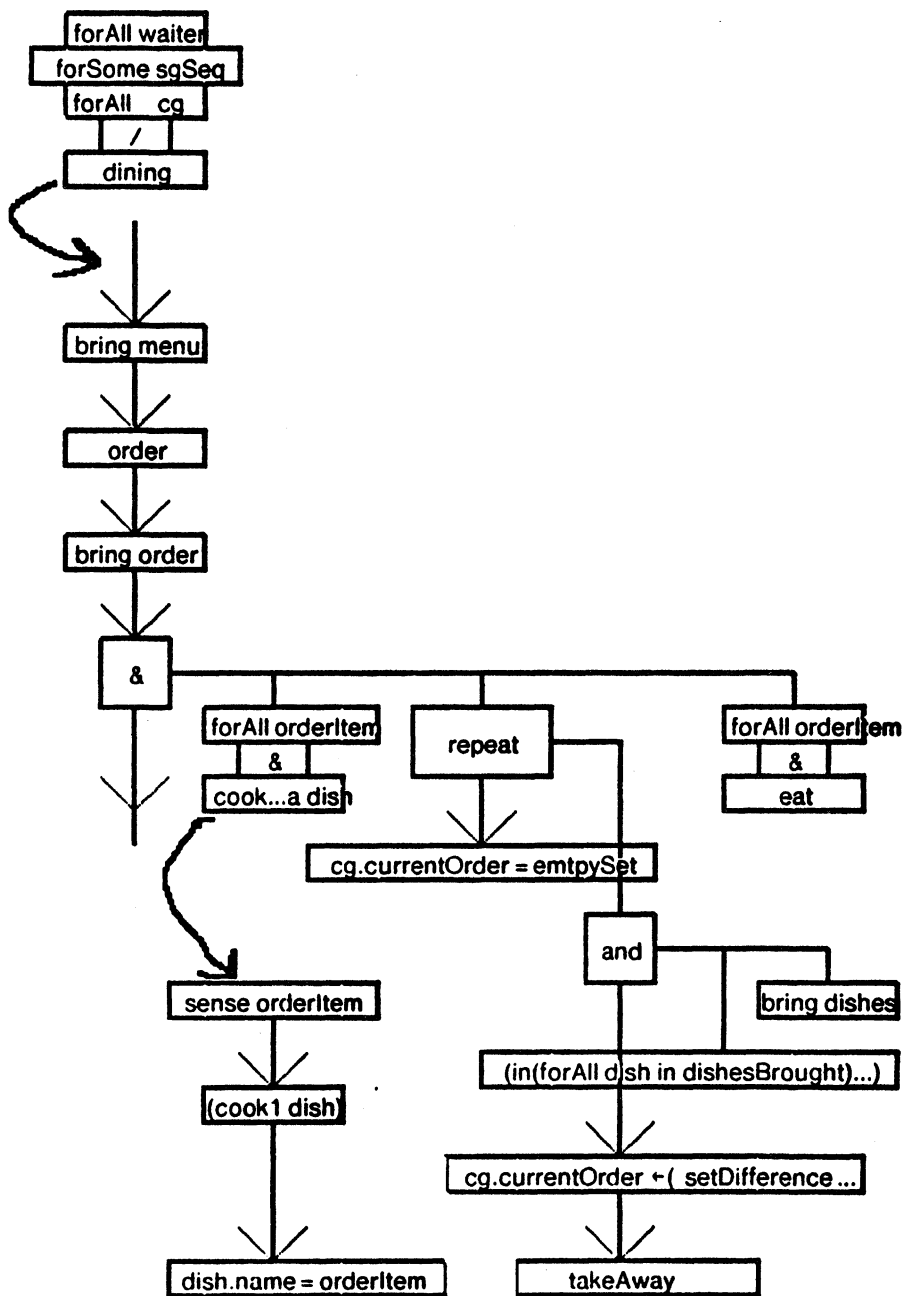 forAll waiter
forSome sgSeq
forAll cg
/
dining
bring menu
order
bring order
&
forAll orderItem
&
cook...a dish
repeat
forAll orderItem
&
eat
cg.currentOrder = emtpySet
and
bring dishes
sense orderItem
(in(forAll dish in dishesBrought)...)
(cook1 dish)
cg.currentOrder ←( setDifference ...
dish.name = orderItem
takeAway